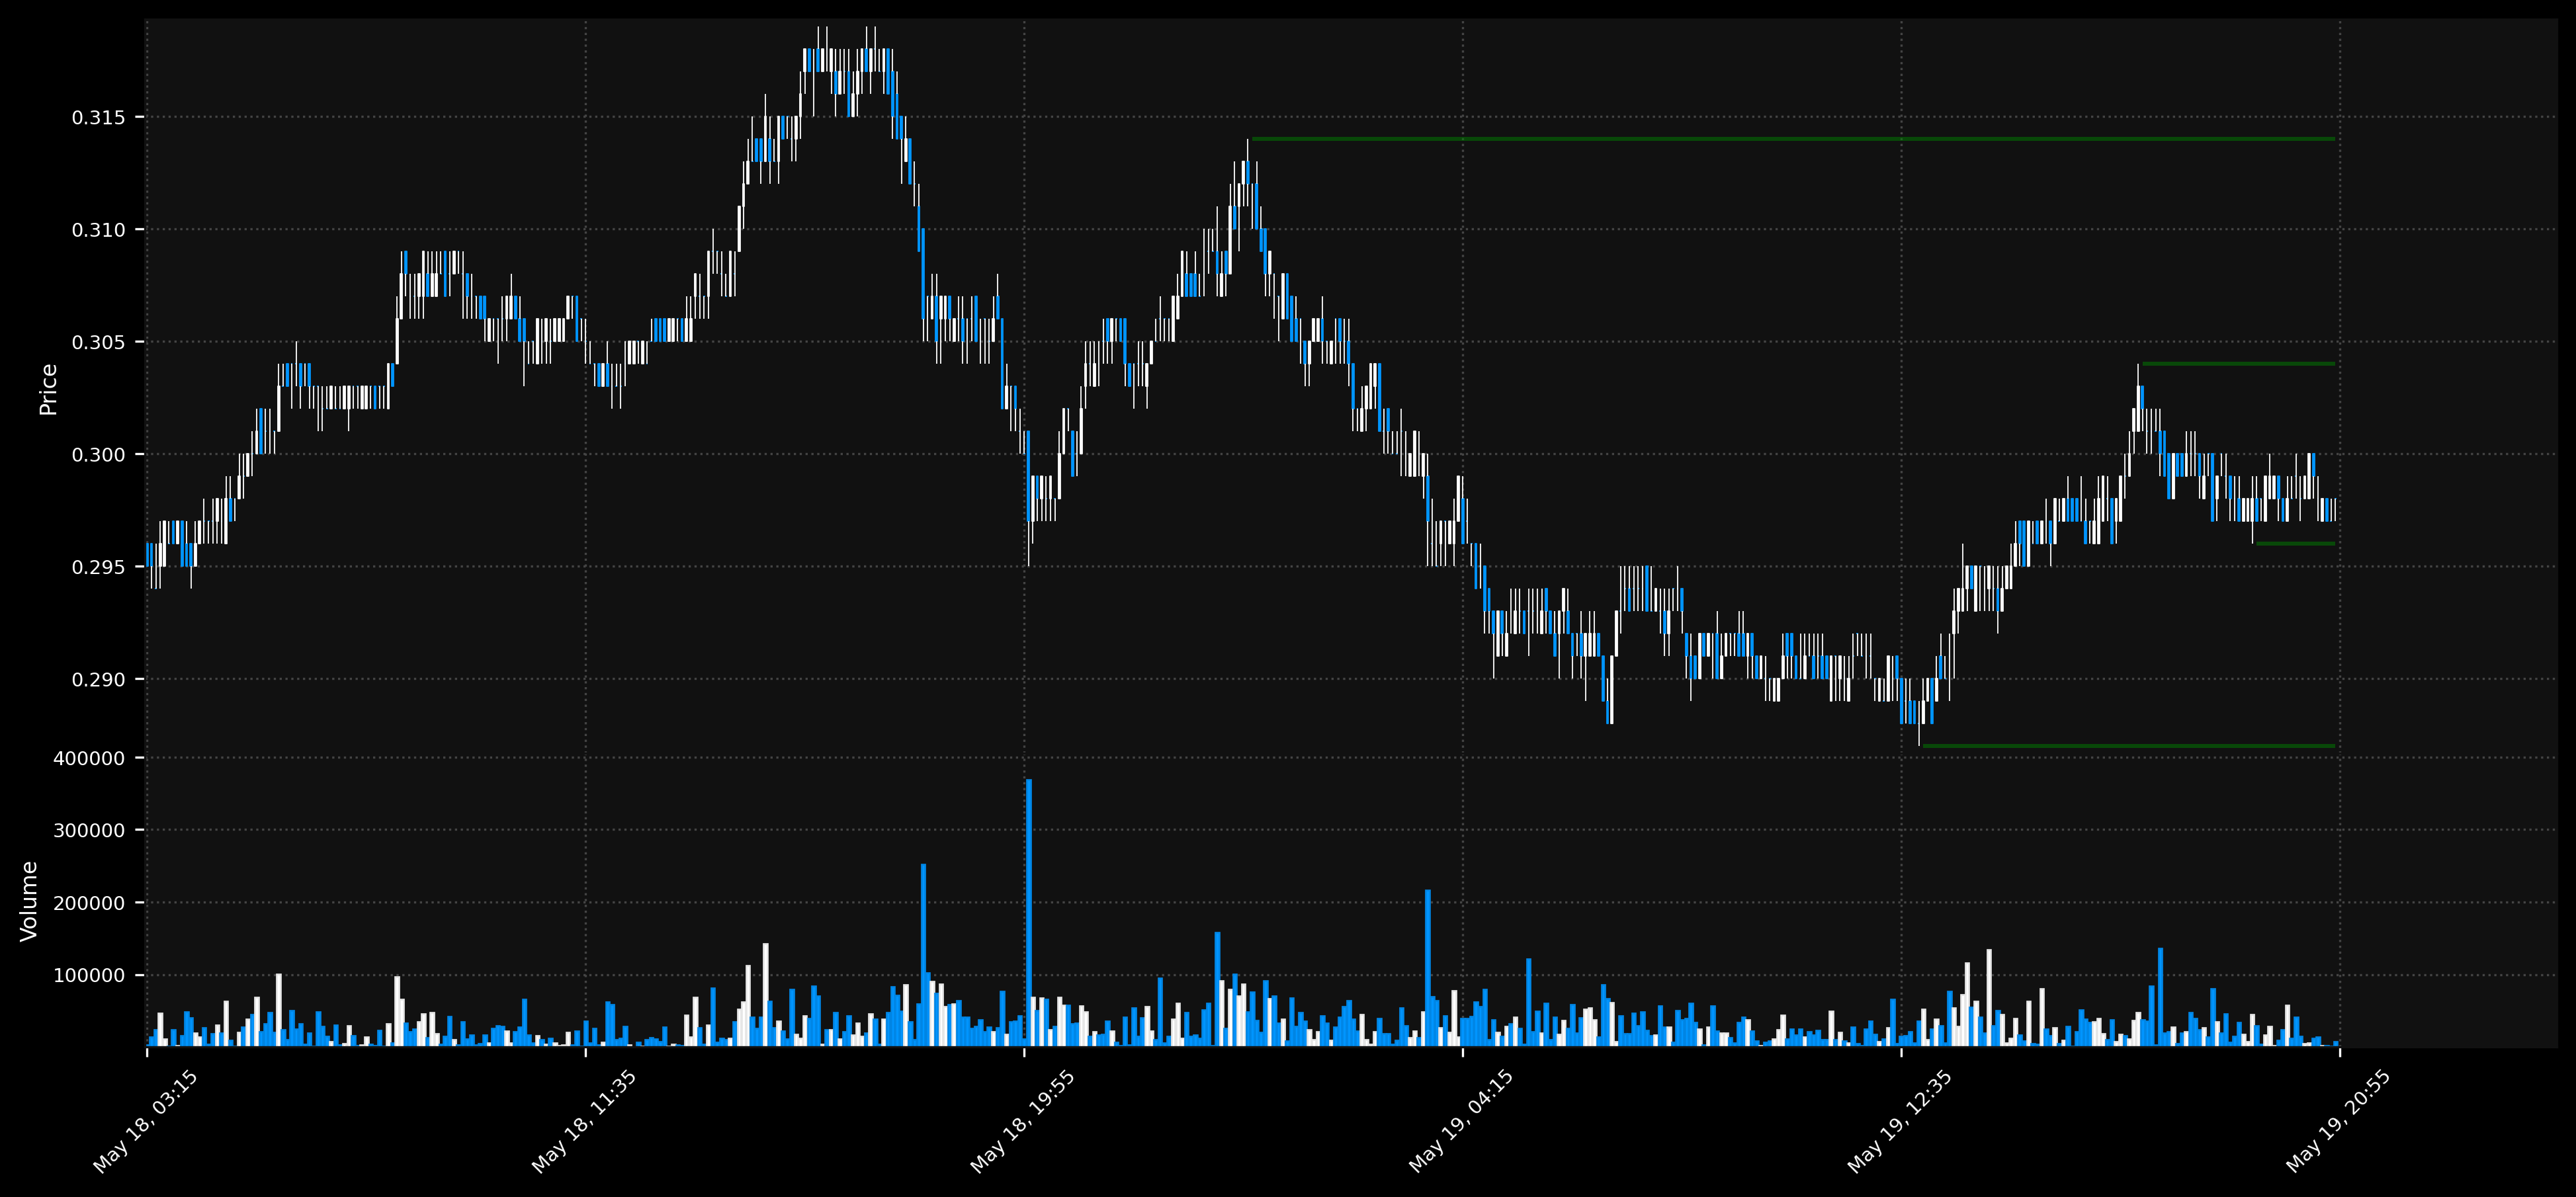 0.315
0.310
0.305
Price
0.300
0.295
0.290
400000
300000
Volume
200000
100000
May 18, 03:15
May 18, 11:35
May 18, 19:55
May 19, 04:15
May 19, 12:35
May 19, 20:55